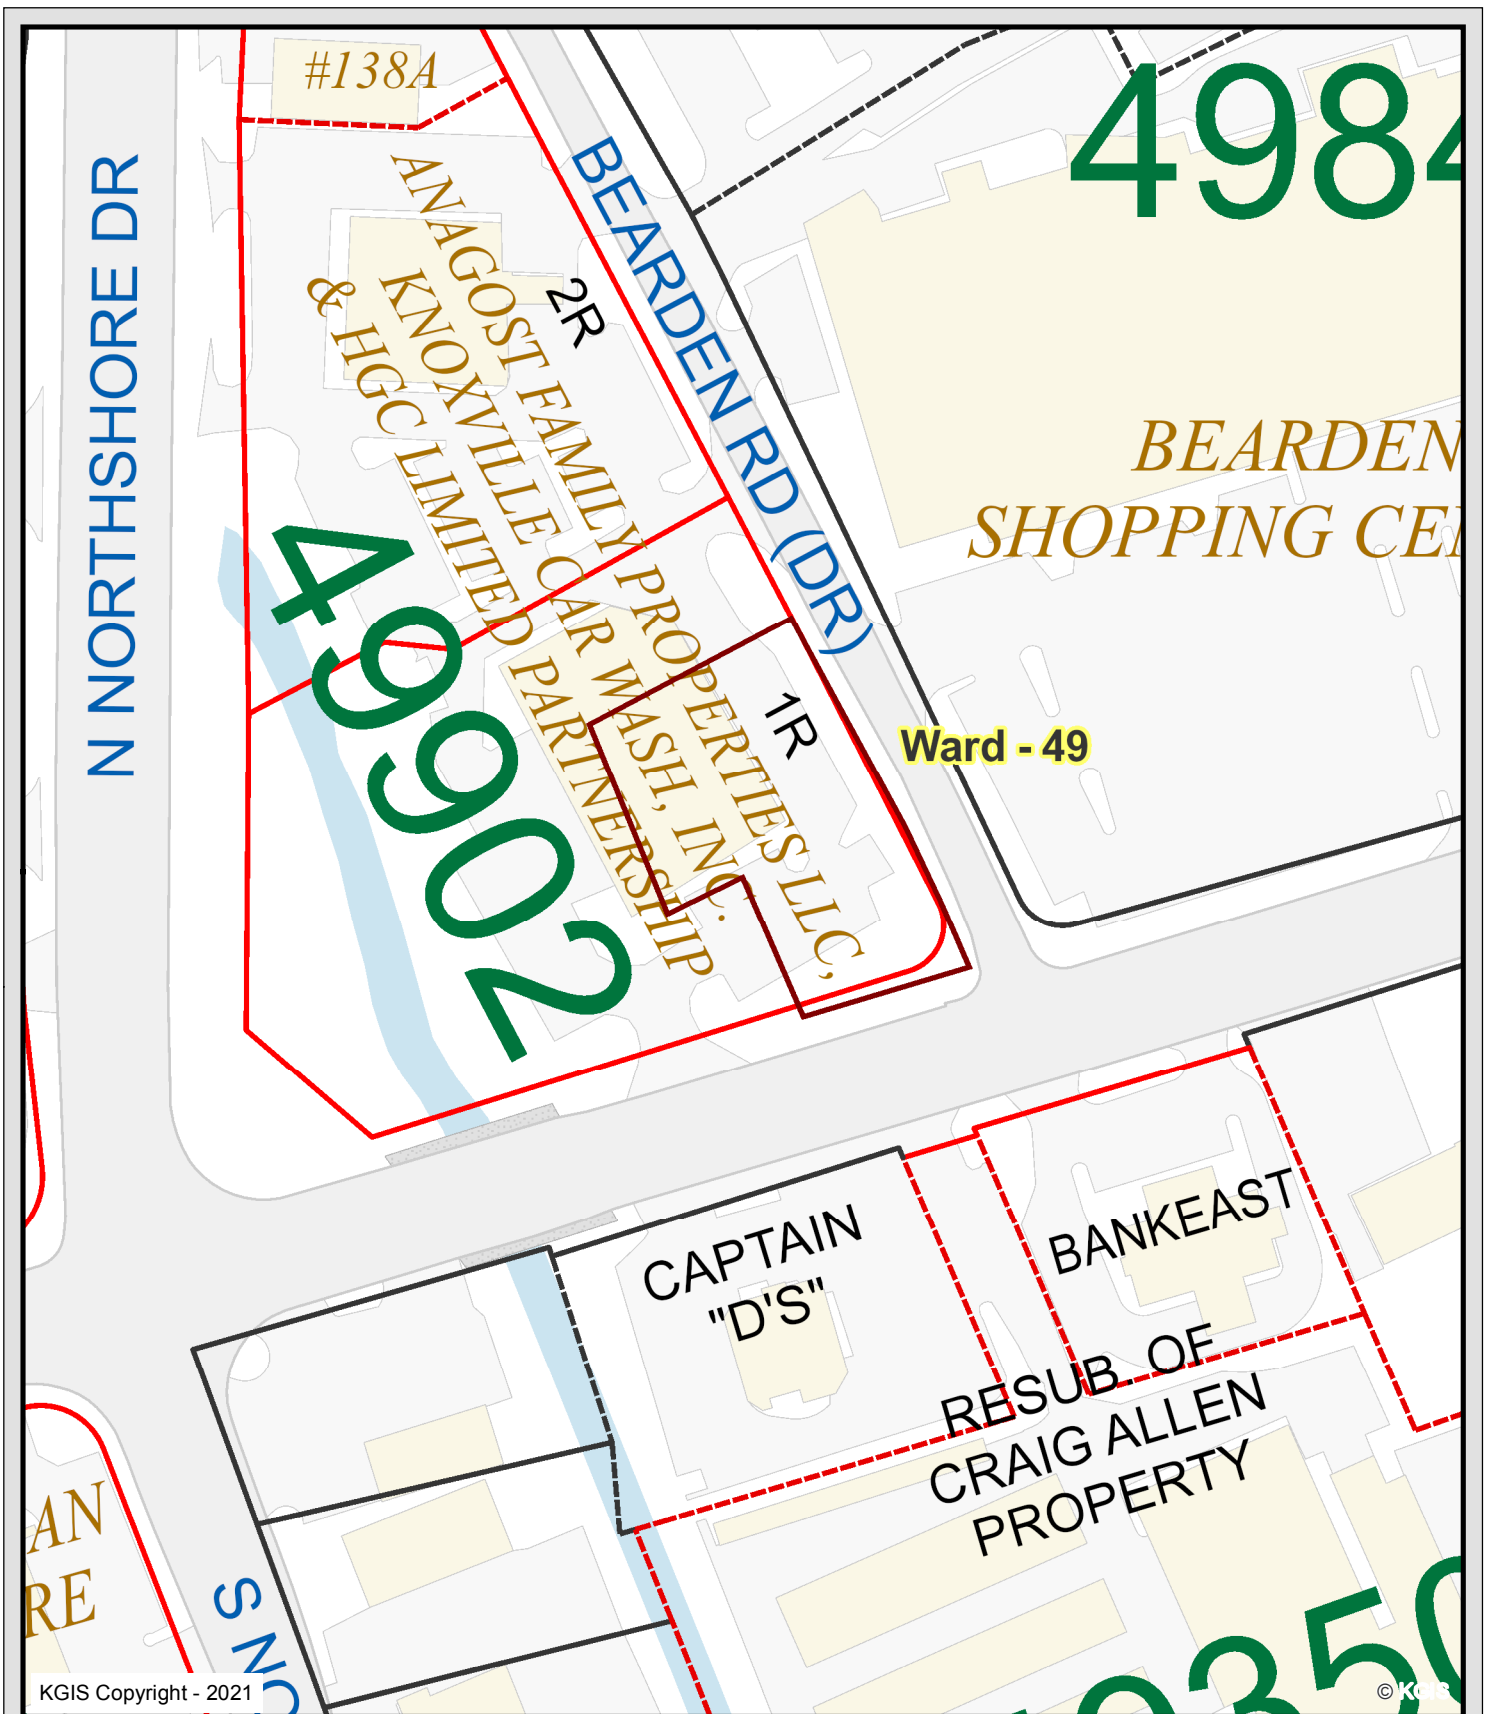 #138A
4984
N NORTHSHORE DR
BEARDEN RD (DR)
2R
ANAGOST FAMILY PROPERTIES LLC,
KNOXVILLE CAR WASH, INC.
& HGC LIMITED PARTNERSHIP
BEARDEN
SHOPPING CEN
49902
1R
Ward - 49
CAPTAIN
"D'S"
BANKEAST
RESUB. OF
CRAIG ALLEN
PROPERTY
AN
RE
S NO
9350
KGIS Copyright - 2021
© KGIS